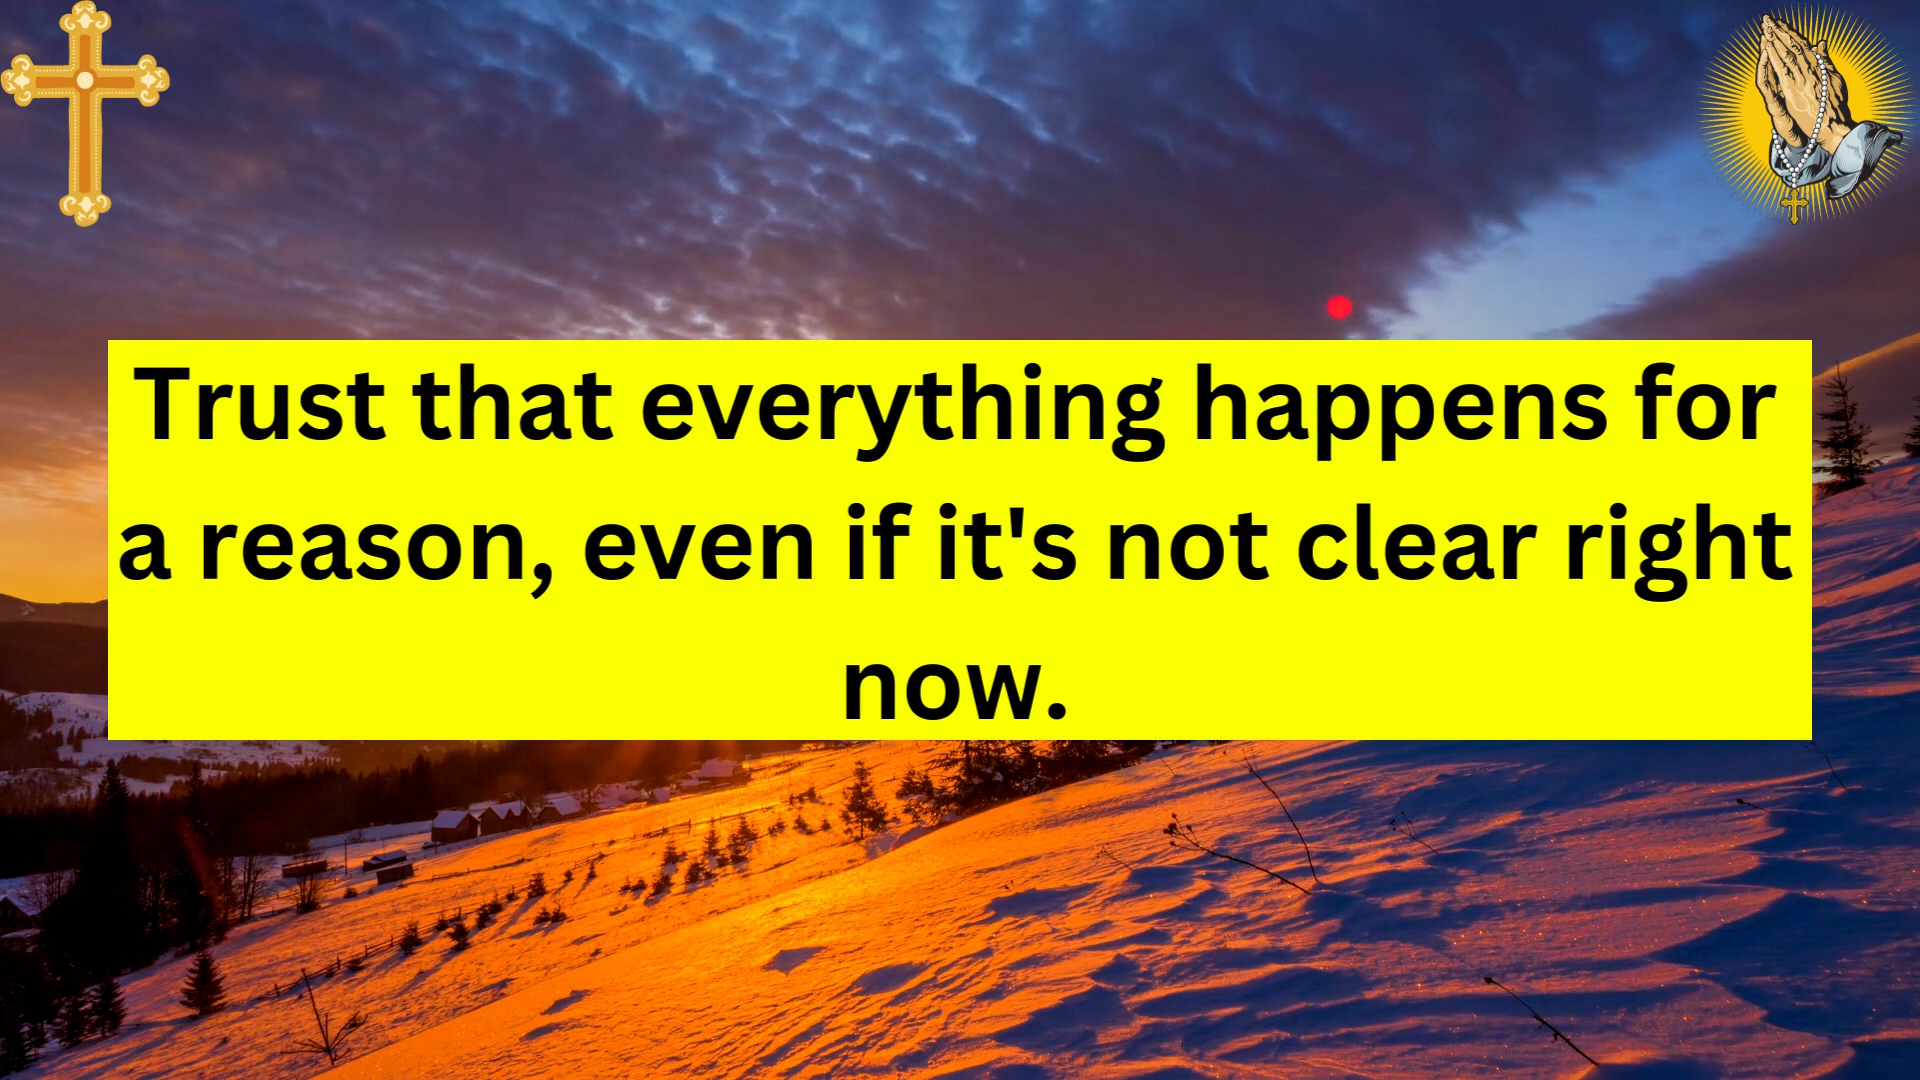 Trust that everything happens for
a reason, even if it's not clear right
now.